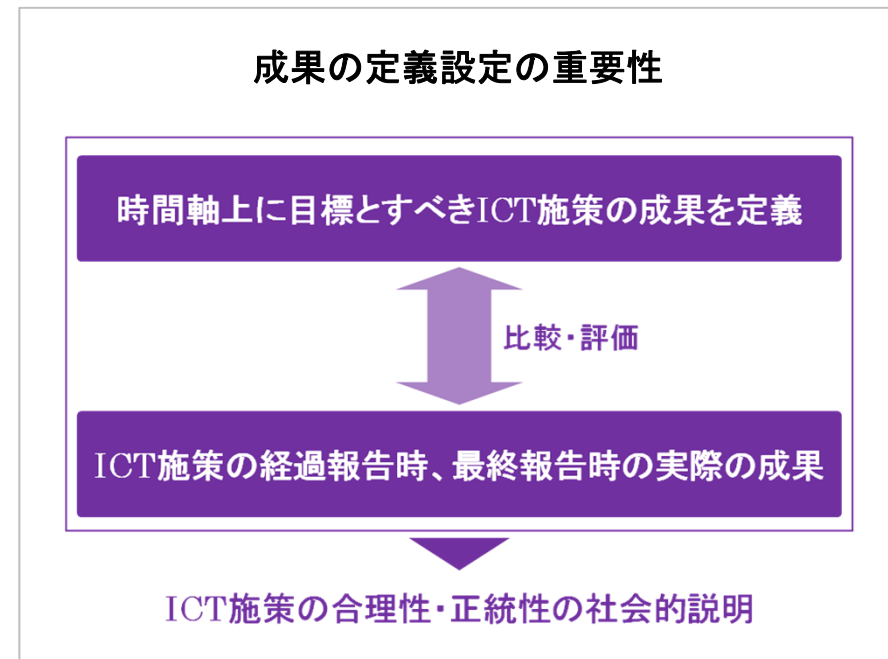 成果の定義設定の重要性
時間軸上に目標とすべきICT施策の成果を定義
比較・評価
ICT施策の経過報告時、最終報告時の実際の成果
ICT施策の合理性・正統性の社会的説明